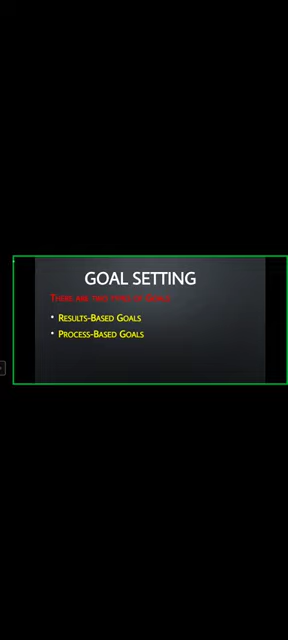 GOAL SETTING
THERE ARE TWO TYPES OF GOALS
• RESULTS-BASED GOALS
• PROCESS-BASED GOALS